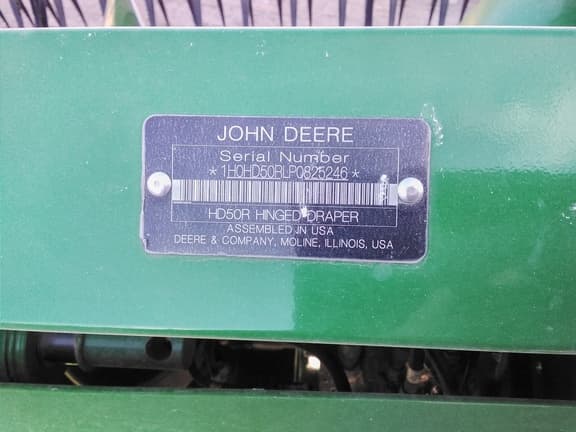 JOHN DEERE
Serial Number
*1H0HD50RLP0825246*
HD50R HINGED DRAPER
ASSEMBLED IN USA
DEERE & COMPANY, MOLINE, ILLINOIS, USA